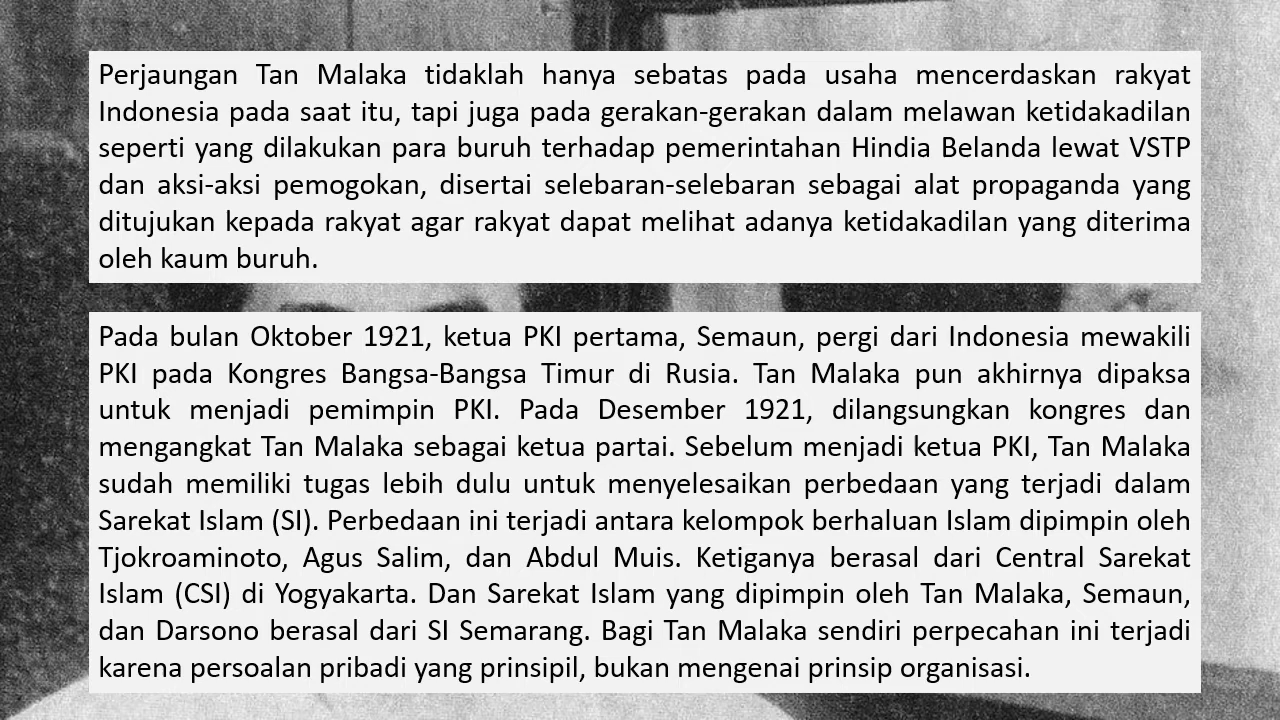 Perjaungan Tan Malaka tidaklah hanya sebatas pada usaha mencerdaskan rakyat
Indonesia pada saat itu, tapi juga pada gerakan-gerakan dalam melawan ketidakadilan
seperti yang dilakukan para buruh terhadap pemerintahan Hindia Belanda lewat VSTP
dan aksi-aksi pemogokan, disertai selebaran-selebaran sebagai alat propaganda yang
ditujukan kepada rakyat agar rakyat dapat melihat adanya ketidakadilan yang diterima
oleh kaum buruh.
Pada bulan Oktober 1921, ketua PKI pertama, Semaun, pergi dari Indonesia mewakili
PKI pada Kongres Bangsa-Bangsa Timur di Rusia. Tan Malaka pun akhirnya dipaksa
untuk menjadi pemimpin PKI. Pada Desember 1921, dilangsungkan kongres dan
mengangkat Tan Malaka sebagai ketua partai. Sebelum menjadi ketua PKI, Tan Malaka
sudah memiliki tugas lebih dulu untuk menyelesaikan perbedaan yang terjadi dalam
Sarekat Islam (SI). Perbedaan ini terjadi antara kelompok berhaluan Islam dipimpin oleh
Tjokroaminoto, Agus Salim, dan Abdul Muis. Ketiganya berasal dari Central Sarekat
Islam (CSI) di Yogyakarta. Dan Sarekat Islam yang dipimpin oleh Tan Malaka, Semaun,
dan Darsono berasal dari SI Semarang. Bagi Tan Malaka sendiri perpecahan ini terjadi
karena persoalan pribadi yang prinsipil, bukan mengenai prinsip organisasi.